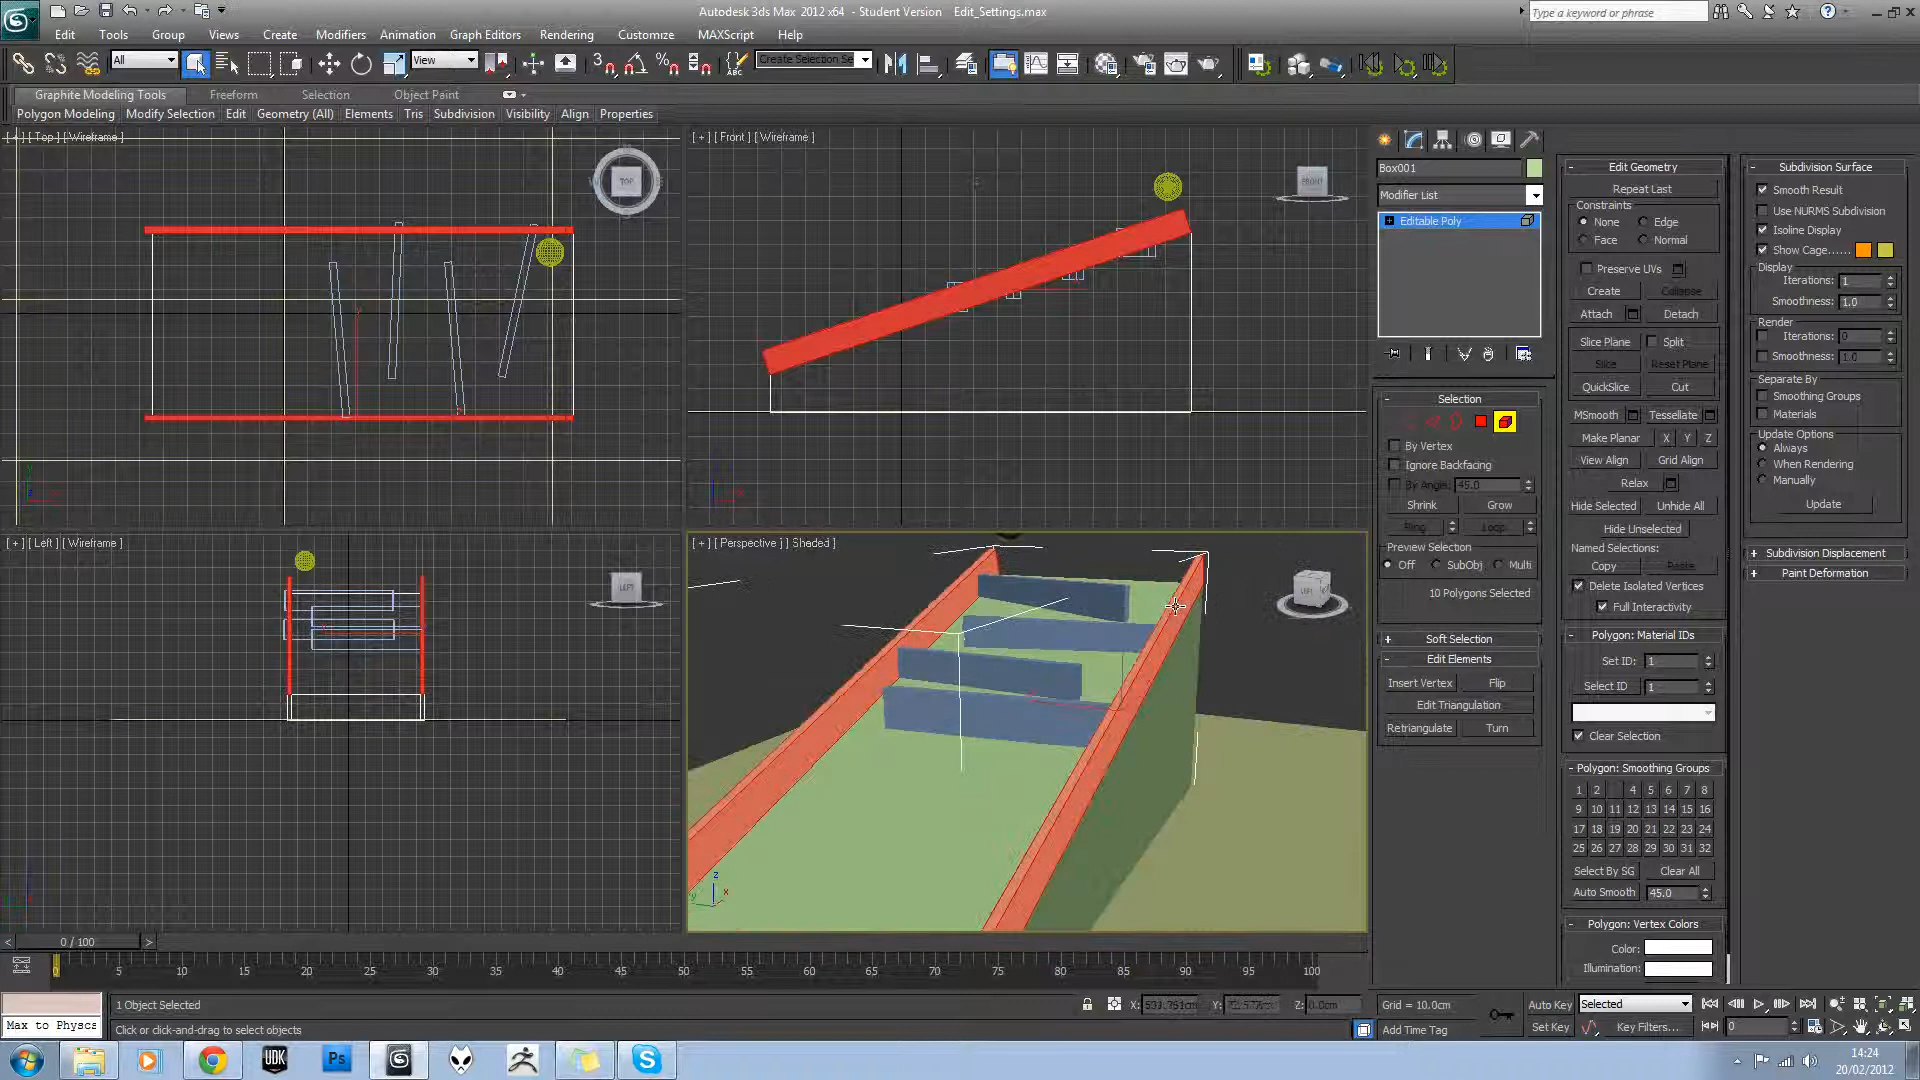 Autodesk 3ds Max 2012 x64 - Student Version Edit_Settings.max
Type a keyword or phrase
Edit Tools Group Views Create Modifiers Animation Graph Editors Rendering Customize MAXScript Help
All View Create Selection Se
Graphite Modeling Tools Freeform Selection Object Paint
Polygon Modeling Modify Selection Edit Geometry (All) Elements Tris Subdivision Visibility Align Properties
[ + ] [ Top ] [ Wireframe ]
TOP
[ + ] [ Front ] [ Wireframe ]
FRONT
[ + ] [ Left ] [ Wireframe ]
LEFT
[ + ] [ Perspective ] [ Shaded ]
LEFT
z
x
y
Box001
Modifier List
Editable Poly
Selection
By Vertex
Ignore Backfacing
By Angle: 45.0
Shrink Grow
Ring Loop
Preview Selection
Off SubObj Multi
10 Polygons Selected
Soft Selection
Edit Elements
Insert Vertex Flip
Edit Triangulation
Retriangulate Turn
Edit Geometry
Repeat Last
Constraints
None Edge
Face Normal
Preserve UVs
Create Collapse
Attach Detach
Slice Plane Split
Slice Reset Plane
QuickSlice Cut
MSmooth Tessellate
Make Planar X Y Z
View Align Grid Align
Relax
Hide Selected Unhide All
Hide Unselected
Named Selections:
Copy Paste
Delete Isolated Vertices
Full Interactivity
Polygon: Material IDs
Set ID: 1
Select ID 1
Clear Selection
Polygon: Smoothing Groups
1 2 4 5 6 7 8
9 10 11 12 13 14 15 16
17 18 19 20 21 22 23 24
25 26 27 28 29 30 31 32
Select By SG Clear All
Auto Smooth 45.0
Polygon: Vertex Colors
Color:
Illumination:
Subdivision Surface
Smooth Result
Use NURMS Subdivision
Isoline Display
Show Cage......
Display
Iterations: 1
Smoothness: 1.0
Render
Iterations: 0
Smoothness: 1.0
Separate By
Smoothing Groups
Materials
Update Options
Always
When Rendering
Manually
Update
Subdivision Displacement
Paint Deformation
< 0 / 100 >
0 5 10 15 20 25 30 35 40 45 50 55 60 65 70 75 80 85 90 95 100
1 Object Selected X: Y: Z: 0.0cm Grid = 10.0cm Auto Key Selected
Max to Physcs Click or click-and-drag to select objects Add Time Tag Set Key Key Filters... 0
UDK Ps
14:24
20/02/2012